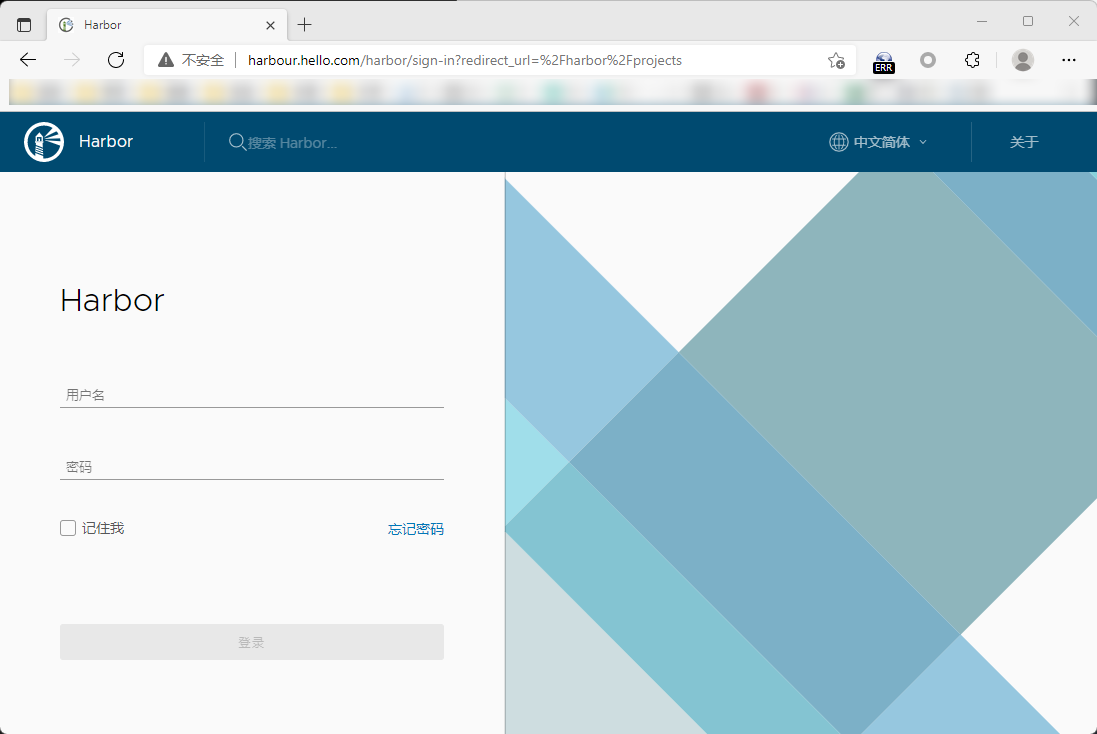 Harbor
不安全 harbour.hello.com/harbor/sign-in?redirect_url=%2Fharbor%2Fprojects ERR
Harbor 搜索 Harbor... 中文简体 关于
Harbor
用户名
密码
记住我 忘记密码
登录